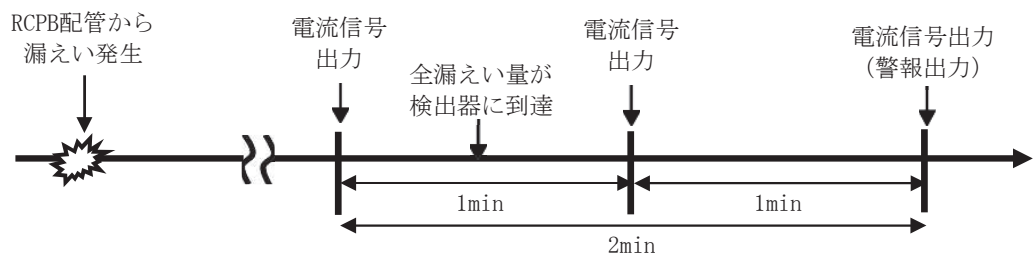 RCPB配管から
漏えい発生
電流信号
出力
全漏えい量が
検出器に到達
電流信号
出力
電流信号出力
(警報出力)
1min
1min
2min